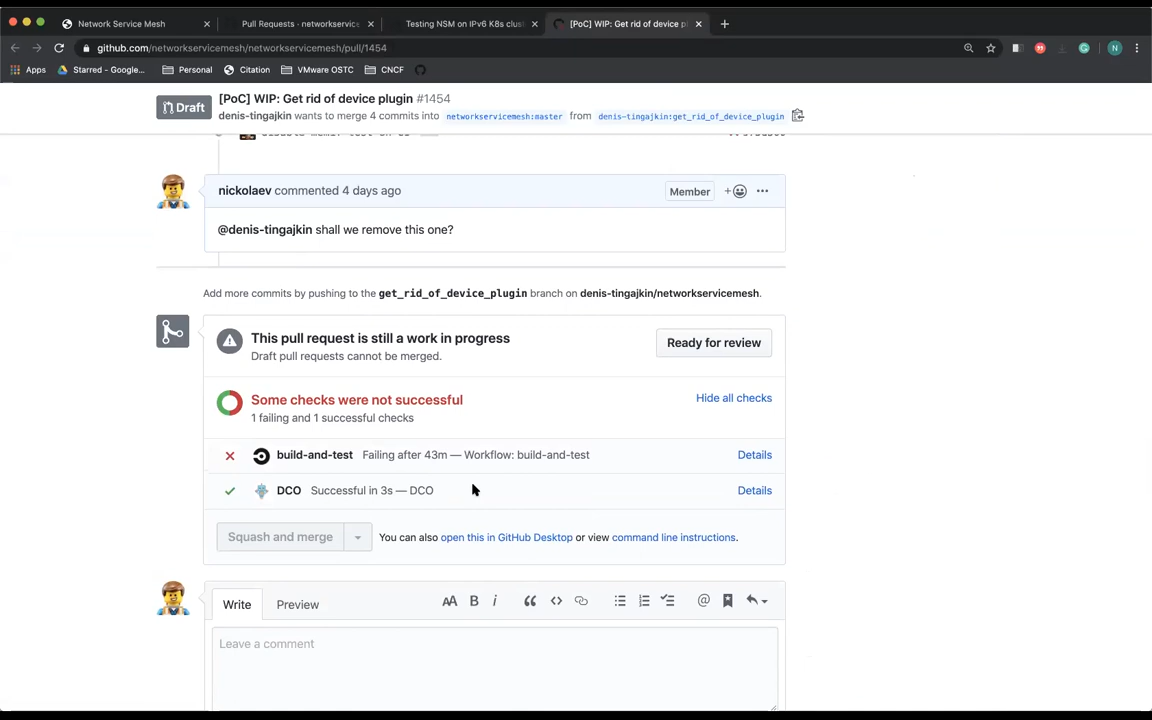 Network Service Mesh
Pull Requests · networkservice
Testing NSM on IPv6 K8s clust
[PoC] WIP: Get rid of device p
github.com/networkservicemesh/networkservicemesh/pull/1454
N
Apps
Starred - Google...
Personal
Citation
VMware OSTC
CNCF
Draft
[PoC] WIP: Get rid of device plugin #1454
denis-tingajkin wants to merge 4 commits into networkservicemesh:master from denis-tingajkin:get_rid_of_device_plugin
nickolaev commented 4 days ago
Member
@denis-tingajkin shall we remove this one?
Add more commits by pushing to the get_rid_of_device_plugin branch on denis-tingajkin/networkservicemesh.
This pull request is still a work in progress
Draft pull requests cannot be merged.
Ready for review
Some checks were not successful
1 failing and 1 successful checks
Hide all checks
build-and-test Failing after 43m — Workflow: build-and-test
Details
DCO Successful in 3s — DCO
Details
Squash and merge
You can also open this in GitHub Desktop or view command line instructions.
Write
Preview
AA B i
Leave a comment